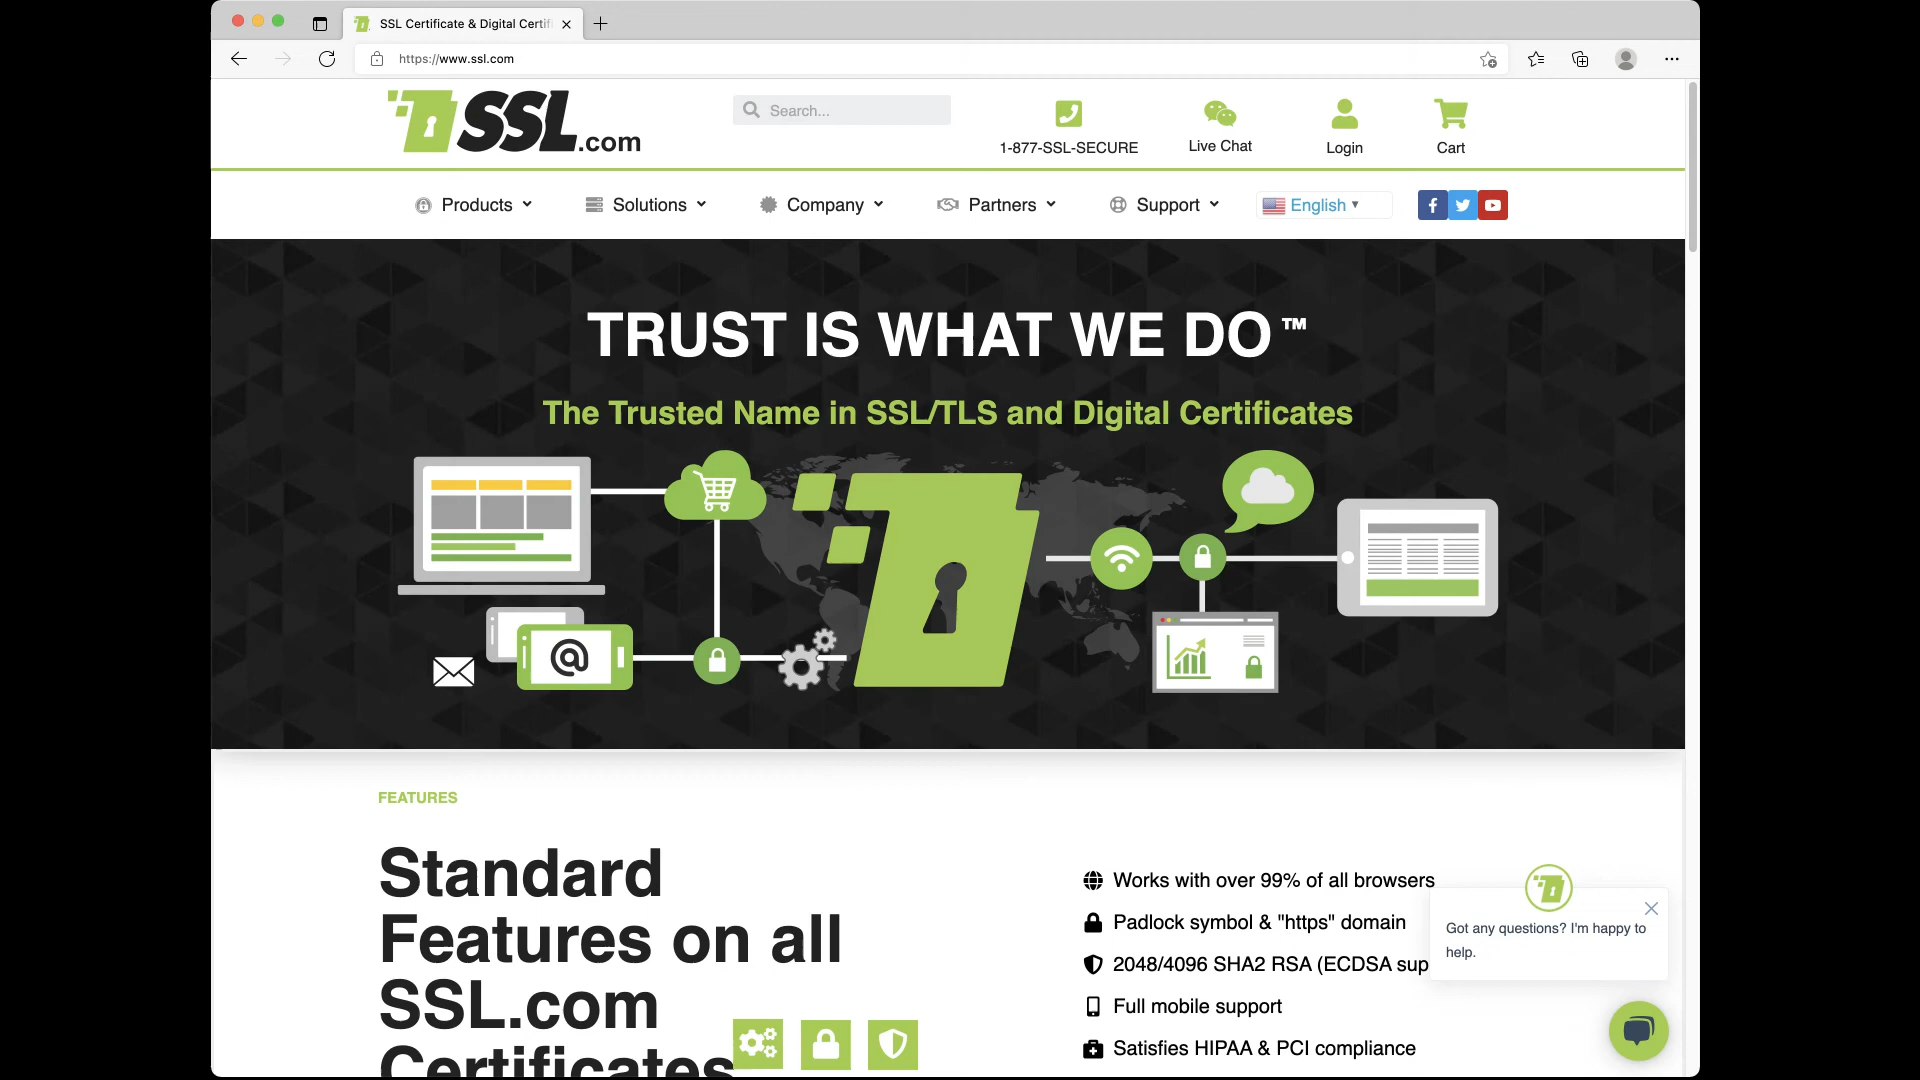 SSL Certificate & Digital Certif
https://www.ssl.com
SSL.com
Search...
1-877-SSL-SECURE
Live Chat
Login
Cart
Products
Solutions
Company
Partners
Support
English
TRUST IS WHAT WE DO™
The Trusted Name in SSL/TLS and Digital Certificates
@
FEATURES
Standard
Features on all
SSL.com
Certificates
Works with over 99% of all browsers
Padlock symbol & "https" domain
2048/4096 SHA2 RSA (ECDSA sup
Full mobile support
Satisfies HIPAA & PCI compliance
Got any questions? I'm happy to
help.